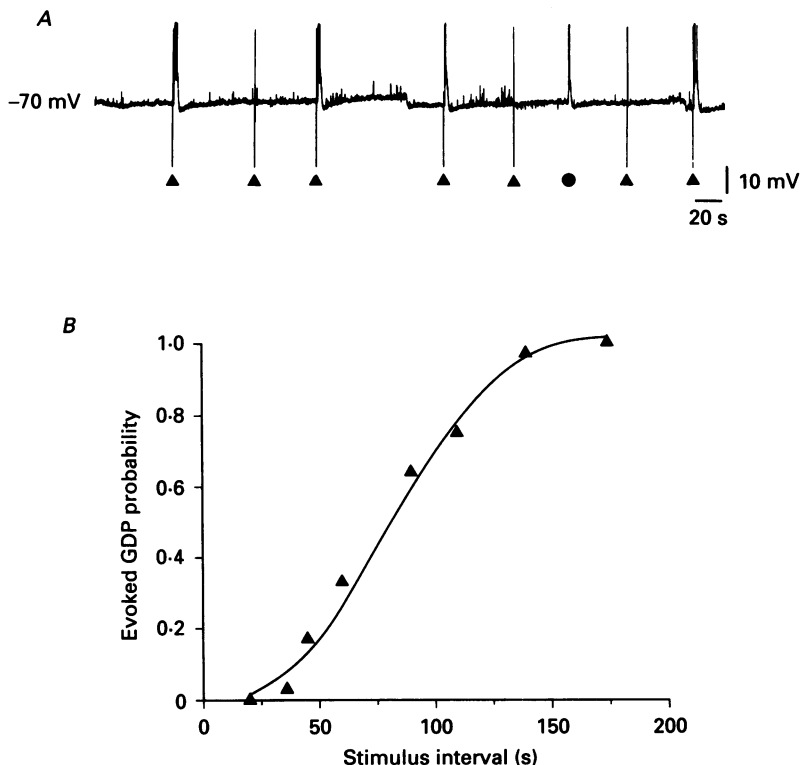 A
–70 mV
10 mV
20 s
B
Evoked GDP probability
1·0
0·8
0·6
0·4
0·2
0
0 50 100 150 200
Stimulus interval (s)